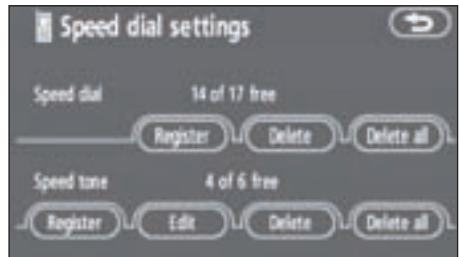 Speed dial settings
Speed dial 14 of 17 free
Register Delete Delete all
Speed tone 4 of 6 free
Register Edit Delete Delete all